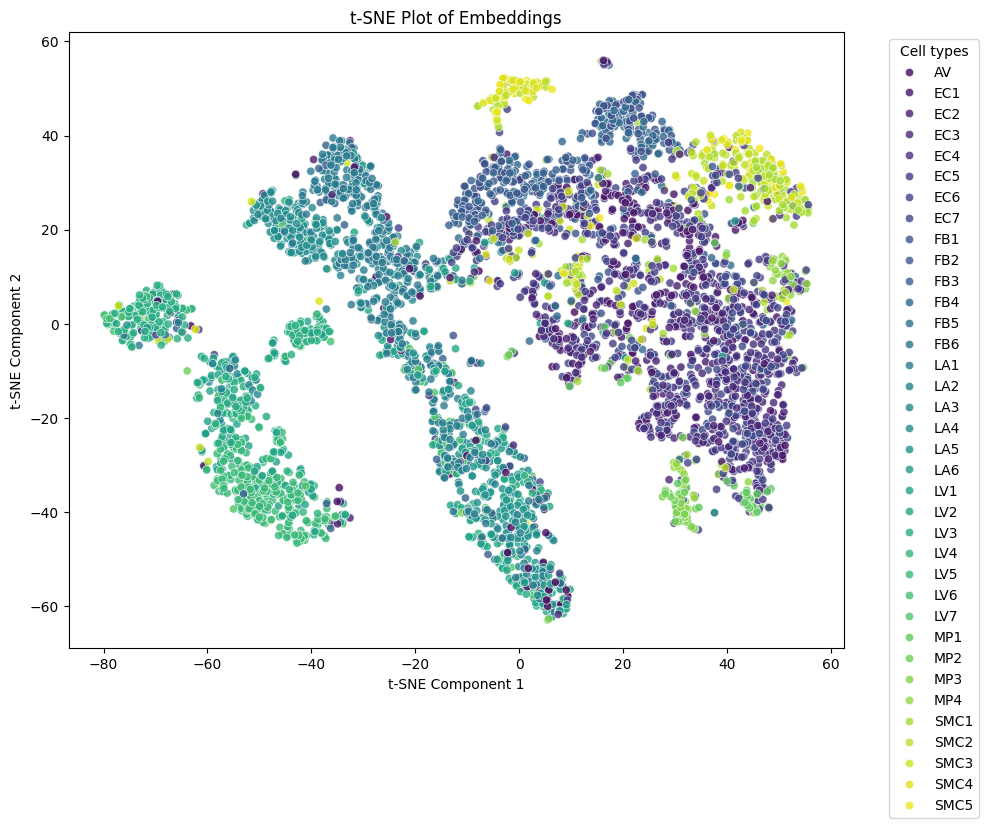 t-SNE Plot of Embeddings
60
40
20
0
−20
−40
−60
t-SNE Component 2
−80
−60
−40
−20
0
20
40
60
t-SNE Component 1
Cell types
AV
EC1
EC2
EC3
EC4
EC5
EC6
EC7
FB1
FB2
FB3
FB4
FB5
FB6
LA1
LA2
LA3
LA4
LA5
LA6
LV1
LV2
LV3
LV4
LV5
LV6
LV7
MP1
MP2
MP3
MP4
SMC1
SMC2
SMC3
SMC4
SMC5